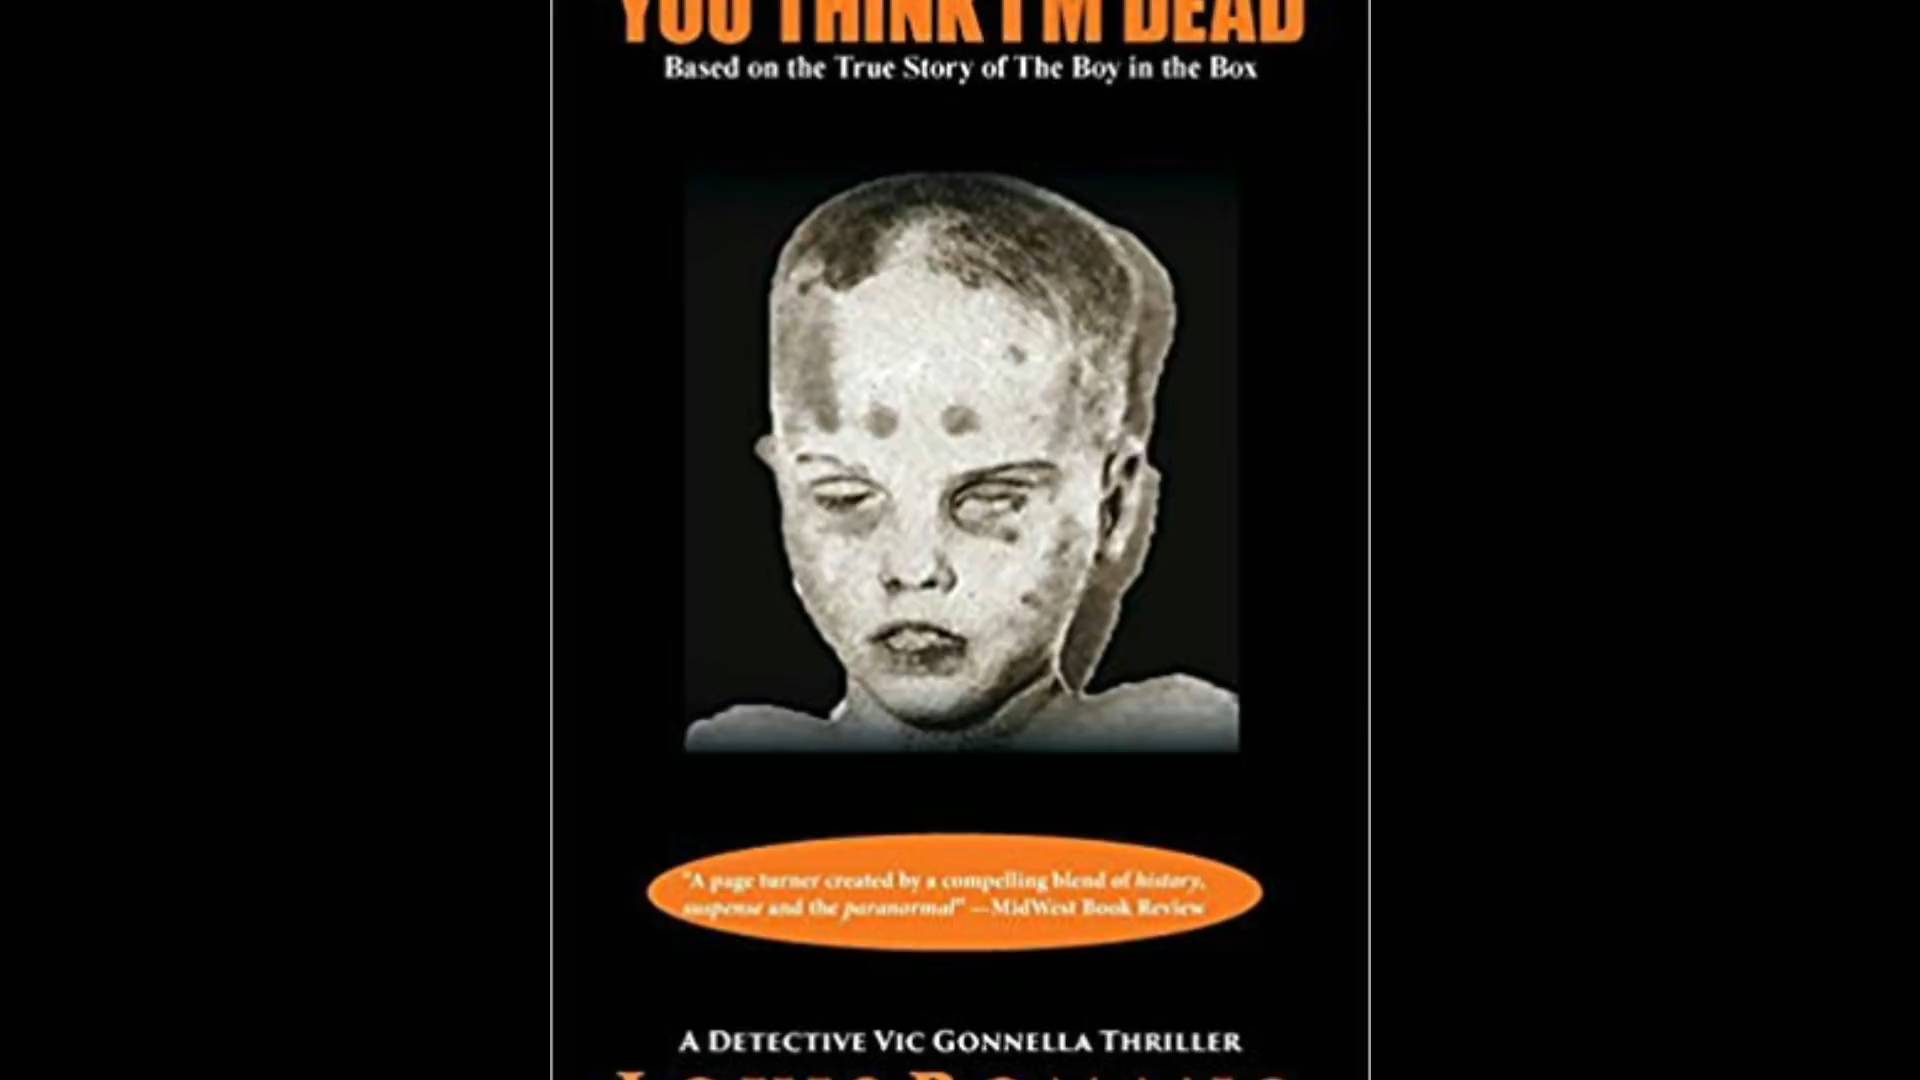 YOU THINK I'M DEAD
Based on the True Story of The Boy in the Box
"A page turner created by a compelling blend of history,
suspense and the paranormal" —MidWest Book Review
A DETECTIVE VIC GONNELLA THRILLER